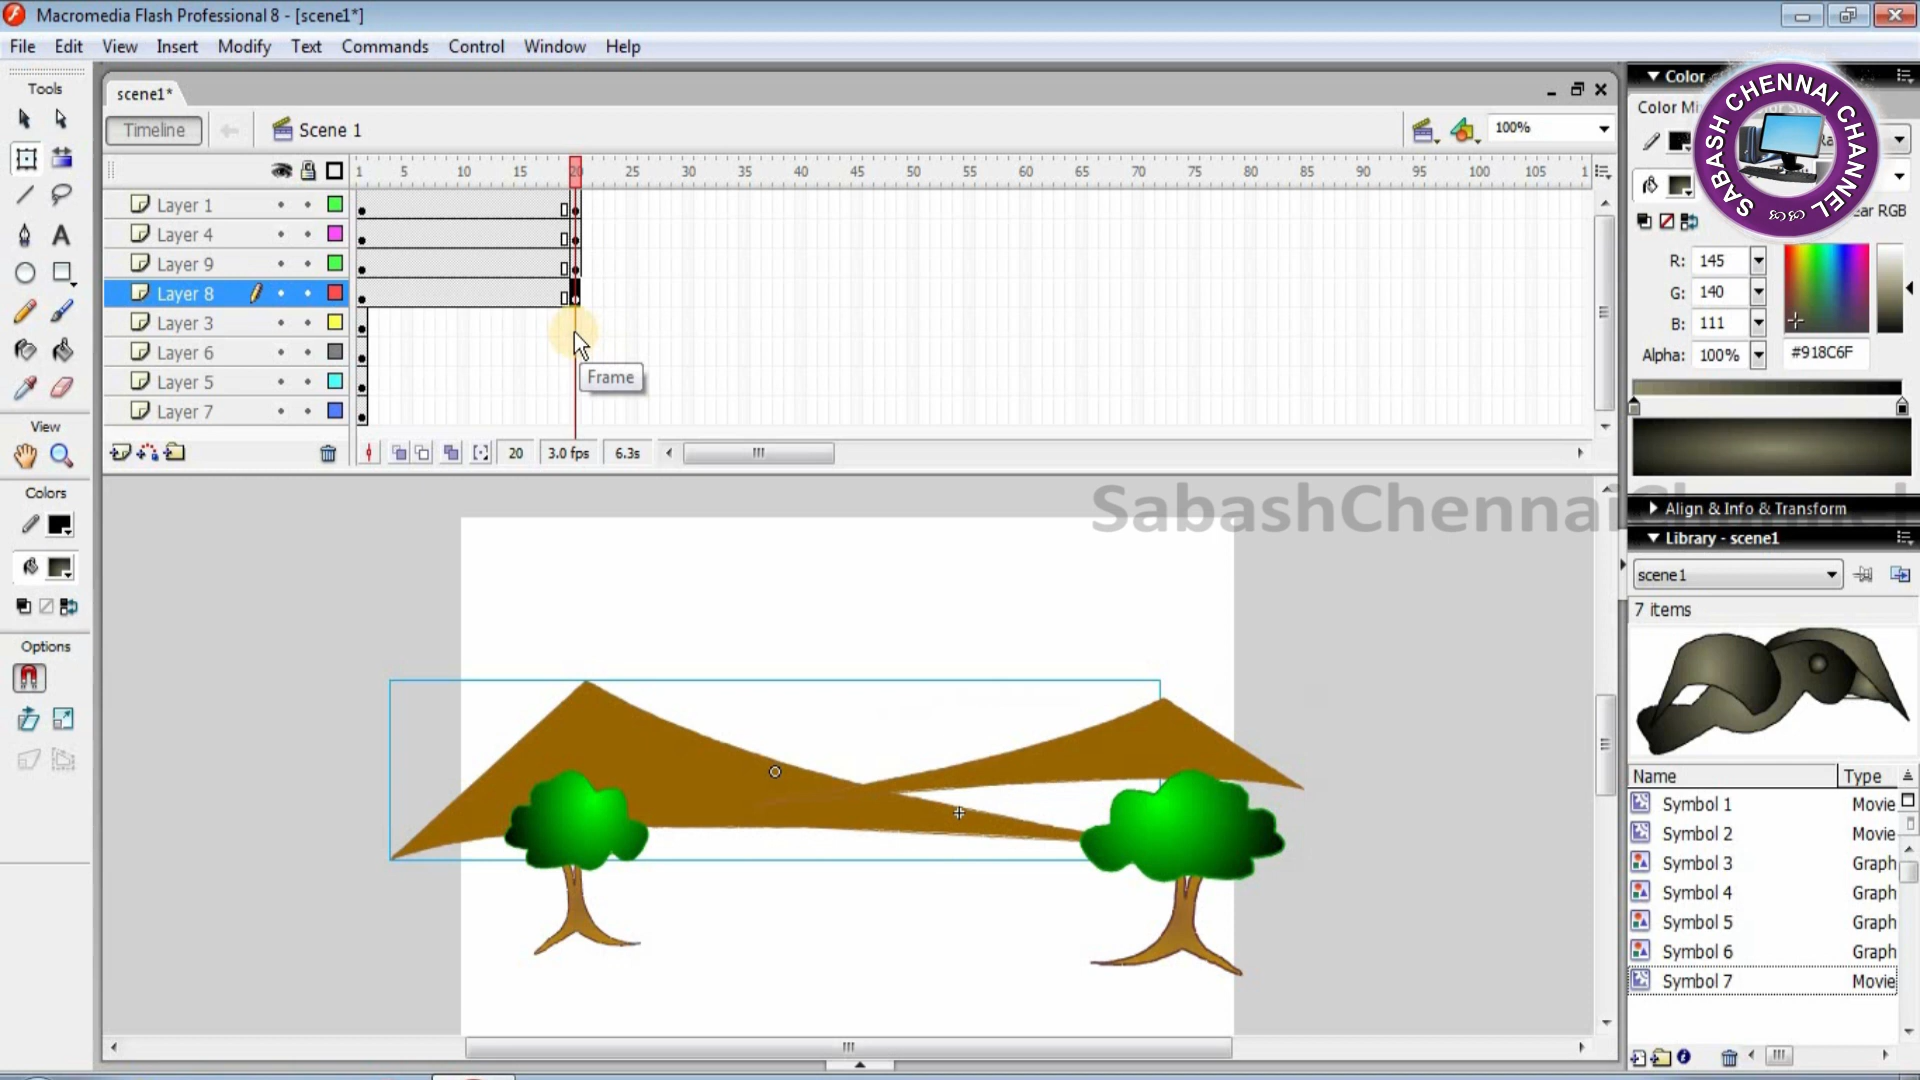 Macromedia Flash Professional 8 - [scene1*]
File Edit View Insert Modify Text Commands Control Window Help
Tools
scene1*
Timeline
Scene 1
100%
1 5 10 15 20 25 30 35 40 45 50 55 60 65 70 75 80 85 90 95 100 105 1
Layer 1
Layer 4
Layer 9
Layer 8
Layer 3
Layer 6
Layer 5
Layer 7
Frame
20 3.0 fps 6.3s
View
Colors
Options
Color
Color Mi
SABASH CHENNAI CHANNEL
ear RGB
R: 145
G: 140
B: 111
Alpha: 100% #918C6F
SabashChennai
Align & Info & Transform
Library - scene1
scene1
7 items
Name Type
Symbol 1 Movie
Symbol 2 Movie
Symbol 3 Graph
Symbol 4 Graph
Symbol 5 Graph
Symbol 6 Graph
Symbol 7 Movie